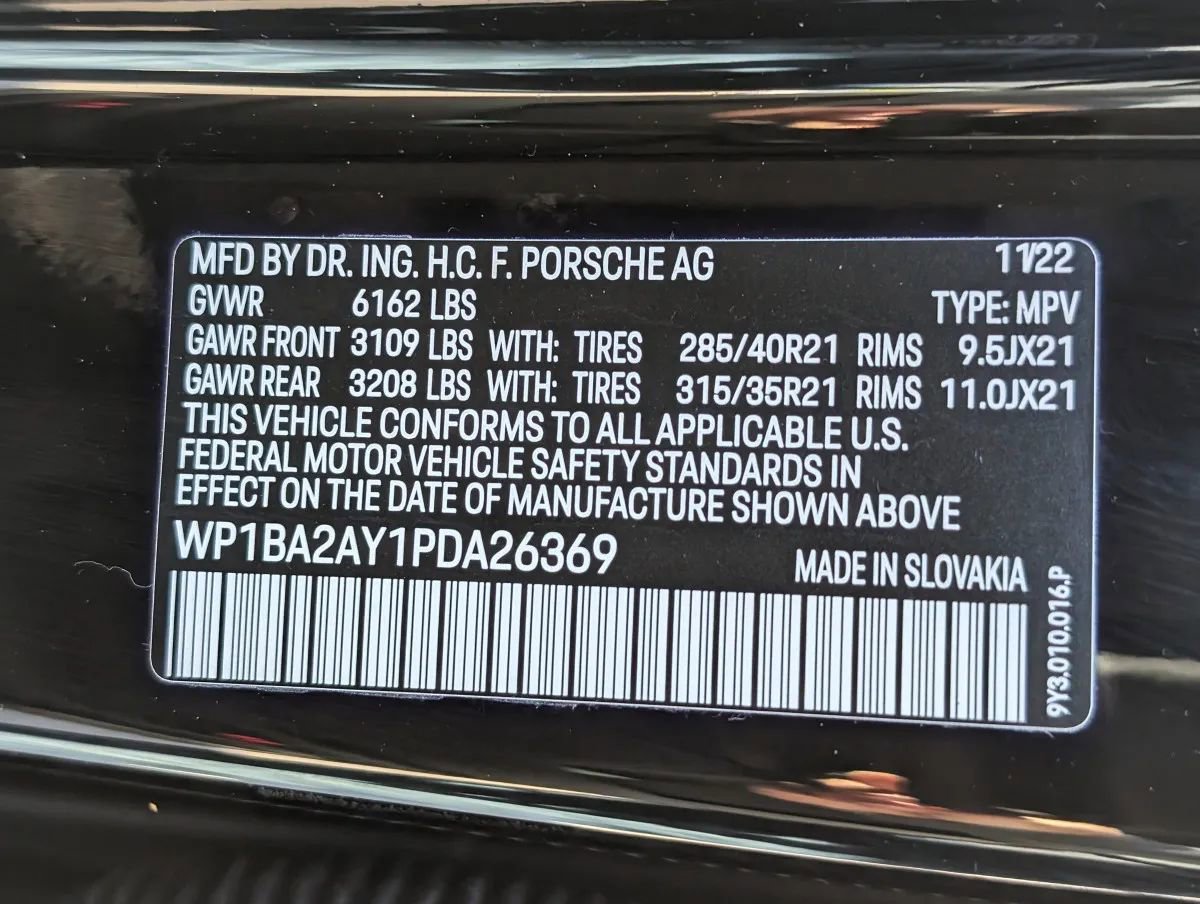 MFD BY DR. ING. H.C. F. PORSCHE AG 11/22
GVWR 6162 LBS TYPE: MPV
GAWR FRONT 3109 LBS WITH: TIRES 285/40R21 RIMS 9.5JX21
GAWR REAR 3208 LBS WITH: TIRES 315/35R21 RIMS 11.0JX21
THIS VEHICLE CONFORMS TO ALL APPLICABLE U.S.
FEDERAL MOTOR VEHICLE SAFETY STANDARDS IN
EFFECT ON THE DATE OF MANUFACTURE SHOWN ABOVE
WP1BA2AY1PDA26369 MADE IN SLOVAKIA
9Y3.010.016.P